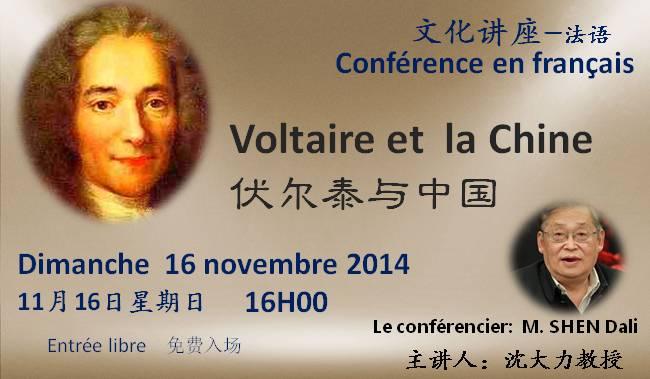 文化讲座–法语
Conférence en français
Voltaire et la Chine
伏尔泰与中国
Dimanche 16 novembre 2014
11月16日星期日 16H00
Le conférencier: M. SHEN Dali
Entrée libre 免费入场
主讲人：沈大力教授